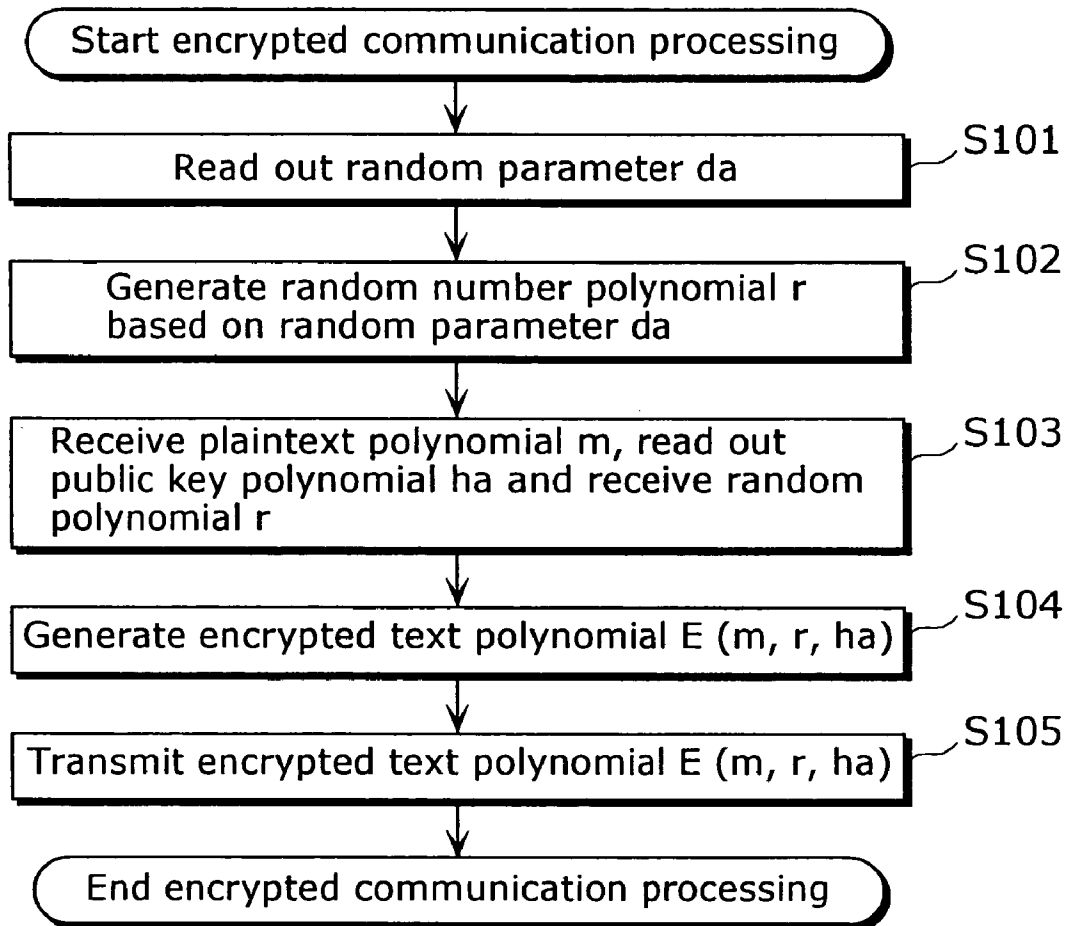 Start encrypted communication processing
S101
Read out random parameter da
S102
Generate random number polynomial r
based on random parameter da
S103
Receive plaintext polynomial m, read out
public key polynomial ha and receive random
polynomial r
S104
Generate encrypted text polynomial E (m, r, ha)
S105
Transmit encrypted text polynomial E (m, r, ha)
End encrypted communication processing